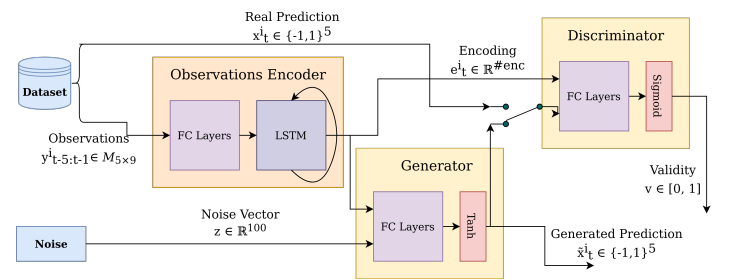 Real Prediction
xⁱₜ ∈ {-1,1}⁵
Discriminator
Encoding
eⁱₜ ∈ ℝ^#enc
Observations Encoder
Dataset
FC Layers
Sigmoid
Observations
yⁱₜ₋₅:ₜ₋₁∈ M₅ₓ₉
FC Layers
LSTM
Generator
Validity
v ∈ [0, 1]
Noise Vector
z ∈ ℝ¹⁰⁰
FC Layers
Tanh
Noise
Generated Prediction
x̃ⁱₜ ∈ {-1,1}⁵